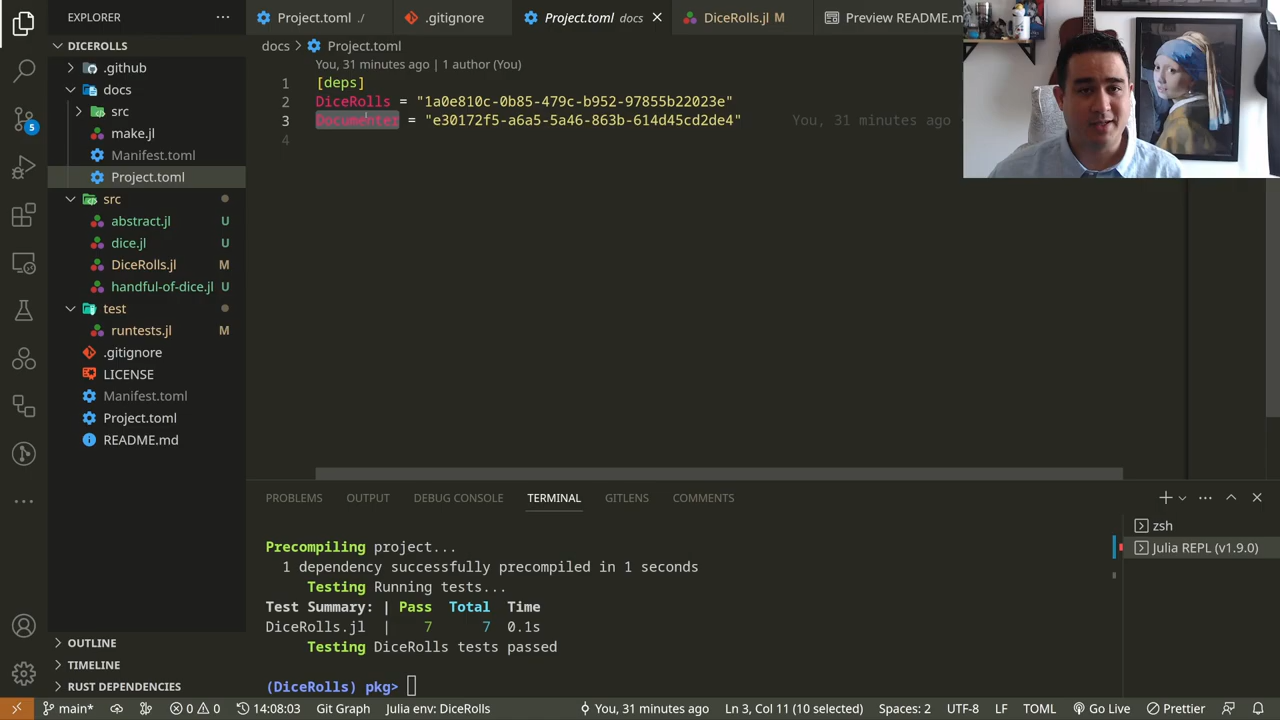 EXPLORER
Project.toml ./
.gitignore
Project.toml docs
DiceRolls.jl M
Preview README.m
DICEROLLS
.github
docs
src
make.jl
Manifest.toml
Project.toml
src
abstract.jl U
dice.jl U
DiceRolls.jl M
handful-of-dice.jl U
test
runtests.jl M
.gitignore
LICENSE
Manifest.toml
Project.toml
README.md
OUTLINE
TIMELINE
RUST DEPENDENCIES
5
docs > Project.toml
You, 31 minutes ago | 1 author (You)
1 [deps]
2 DiceRolls = "1a0e810c-0b85-479c-b952-97855b22023e"
3 Documenter = "e30172f5-a6a5-5a46-863b-614d45cd2de4" You, 31 minutes ago
4
PROBLEMS OUTPUT DEBUG CONSOLE TERMINAL GITLENS COMMENTS
Precompiling project...
1 dependency successfully precompiled in 1 seconds
Testing Running tests...
Test Summary: | Pass Total Time
DiceRolls.jl | 7 7 0.1s
Testing DiceRolls tests passed
(DiceRolls) pkg>
zsh
Julia REPL (v1.9.0)
main* 0 0 14:08:03 Git Graph Julia env: DiceRolls You, 31 minutes ago Ln 3, Col 11 (10 selected) Spaces: 2 UTF-8 LF TOML Go Live Prettier